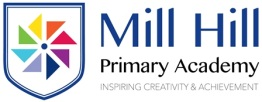 Mill Hill
Primary Academy
INSPIRING CREATIVITY & ACHIEVEMENT